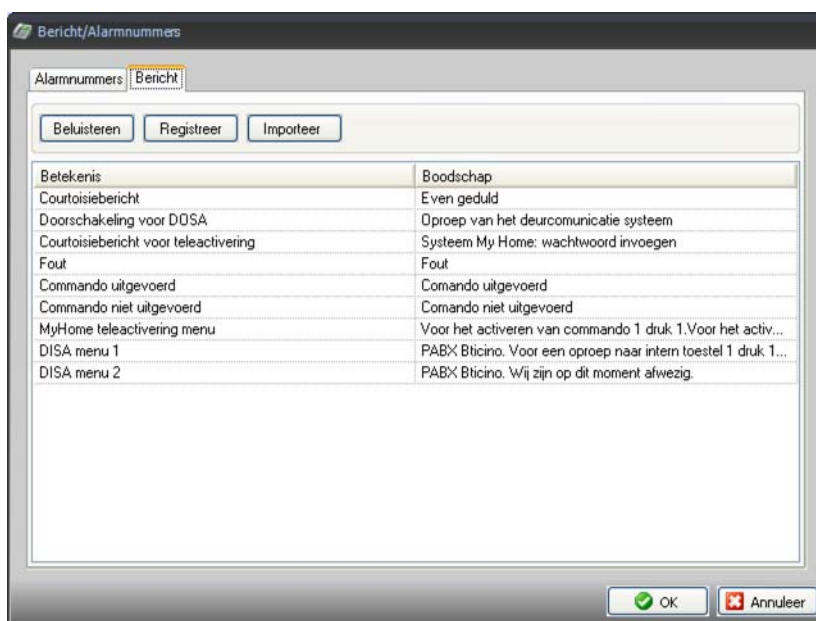 Bericht/Alarmnummers
Alarmnummers Bericht
Beluisteren Registreer Importeer
Betekenis Boodschap
Courtoisiebericht Even geduld
Doorschakeling voor DOSA Oproep van het deurcomunicatie systeem
Courtoisiebericht voor teleactivering Systeem My Home: wachtwoord invoegen
Fout Fout
Commando uitgevoerd Comando uitgevoerd
Commando niet uitgevoerd Comando niet uitgevoerd
MyHome teleactivering menu Voor het activeren van commando 1 druk 1.Voor het activ...
DISA menu 1 PABX Bticino. Voor een oproep naar intern toestel 1 druk 1...
DISA menu 2 PABX Bticino. Wij zijn op dit moment afwezig.
OK Annuleer